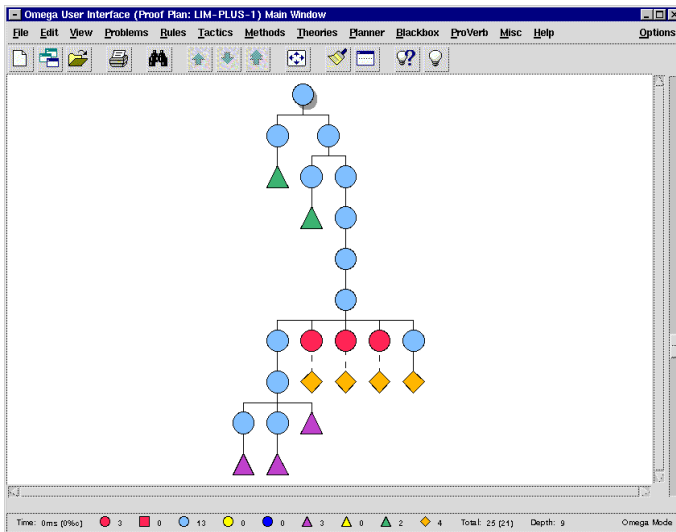 Omega User Interface (Proof Plan: LIM-PLUS-1) Main Window
File Edit View Problems Rules Tactics Methods Theories Planner Blackbox ProVerb Misc Help Options
Time: 0ms (0%c) 3 0 13 0 0 3 0 2 4 Total: 25 (21) Depth: 9 Omega Mode